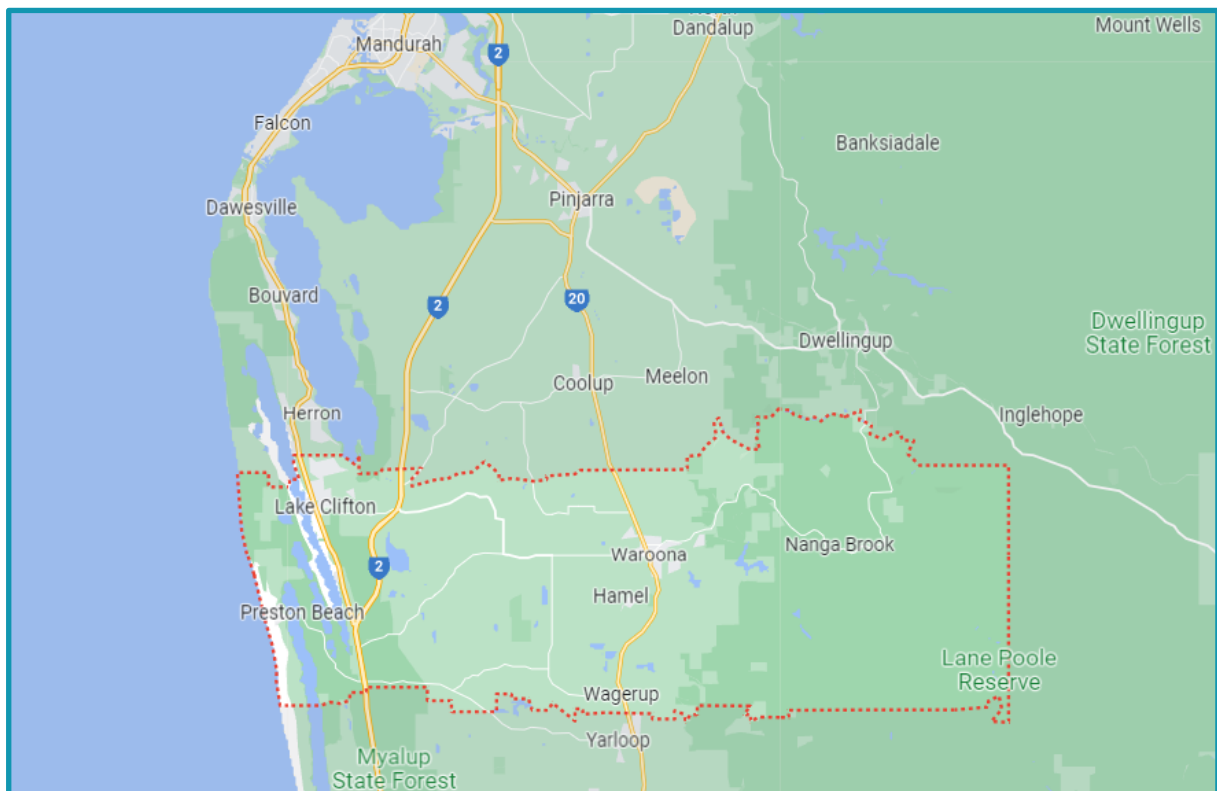 North
Dandalup
Mount Wells
Mandurah
2
Falcon
Banksiadale
Pinjarra
Dawesville
Bouvard
2
20
Dwellingup
State Forest
Dwellingup
Meelon
Coolup
Herron
Inglehope
Lake Clifton
Nanga Brook
Waroona
2
Hamel
Preston Beach
Lane Poole
Reserve
Wagerup
Yarloop
Myalup
State Forest